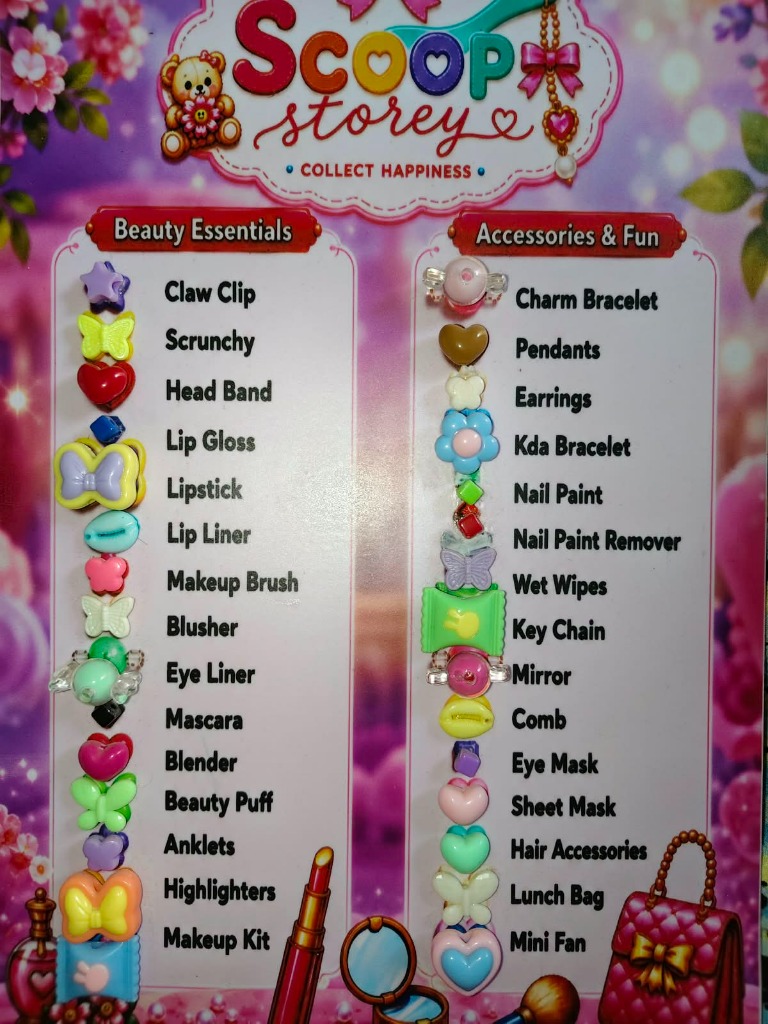 Scoop
storey
• COLLECT HAPPINESS •
Beauty Essentials
Claw Clip
Scrunchy
Head Band
Lip Gloss
Lipstick
Lip Liner
Makeup Brush
Blusher
Eye Liner
Mascara
Blender
Beauty Puff
Anklets
Highlighters
Makeup Kit
Accessories & Fun
Charm Bracelet
Pendants
Earrings
Kda Bracelet
Nail Paint
Nail Paint Remover
Wet Wipes
Key Chain
Mirror
Comb
Eye Mask
Sheet Mask
Hair Accessories
Lunch Bag
Mini Fan